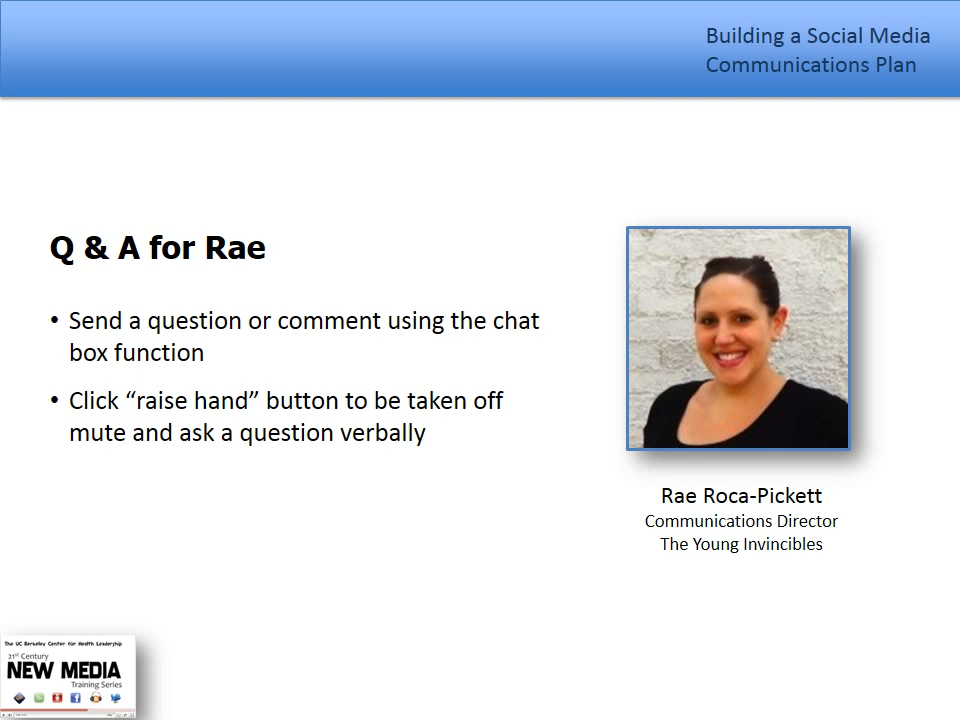 Building a Social Media
Communications Plan
Q & A for Rae
• Send a question or comment using the chat
box function
• Click “raise hand” button to be taken off
mute and ask a question verbally
Rae Roca-Pickett
Communications Director
The Young Invincibles
The UC Berkeley Center for Health Leadership
21st Century
NEW MEDIA
Training Series